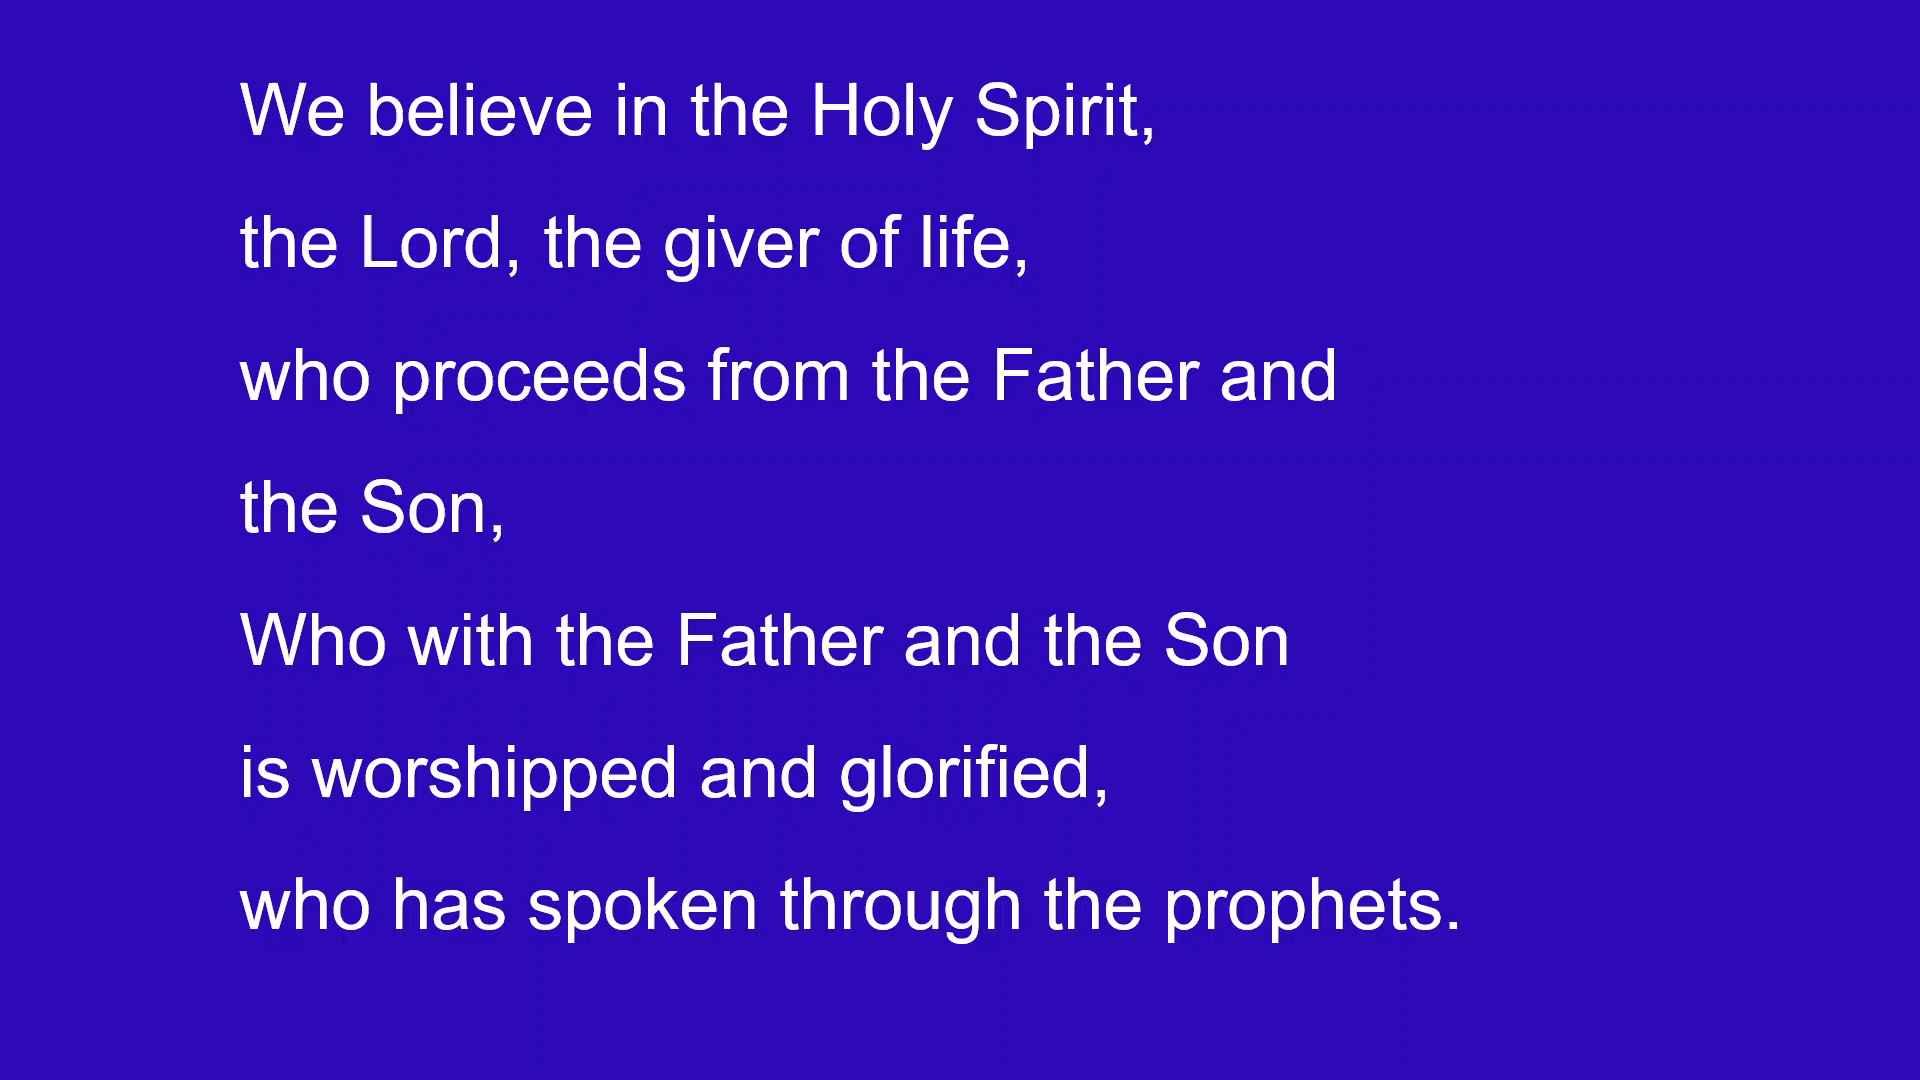 We believe in the Holy Spirit,
the Lord, the giver of life,
who proceeds from the Father and
the Son,
Who with the Father and the Son
is worshipped and glorified,
who has spoken through the prophets.